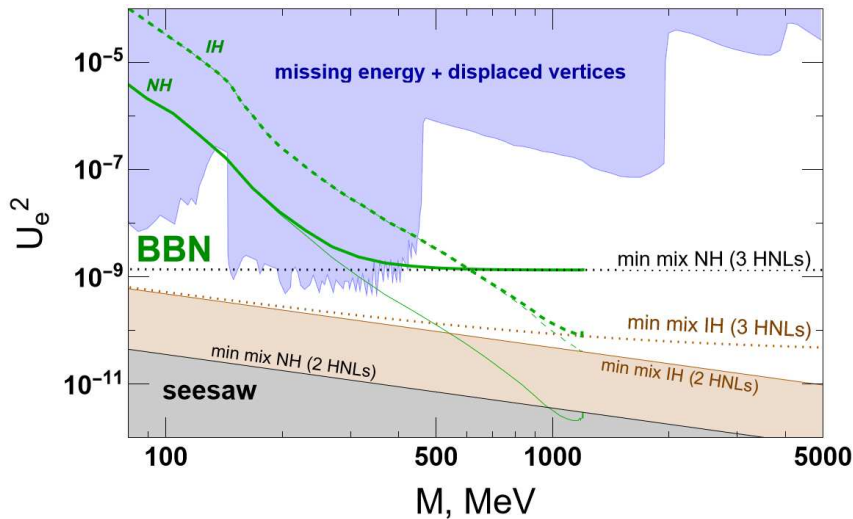 IH
NH
missing energy + displaced vertices
10⁻⁵
10⁻⁷
10⁻⁹
10⁻¹¹
Uₑ²
BBN
min mix NH (3 HNLs)
min mix IH (3 HNLs)
min mix NH (2 HNLs)
min mix IH (2 HNLs)
seesaw
100
500
1000
5000
M, MeV